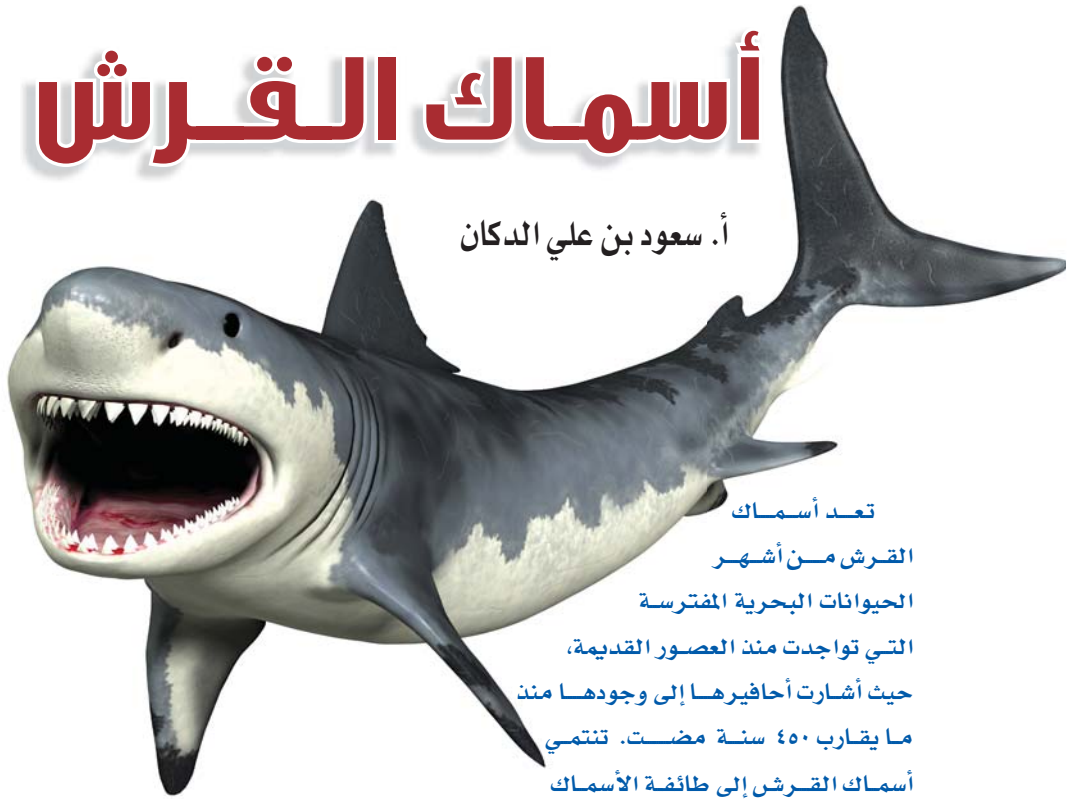 أسماك القرش
أ. سعود بن علي الدكان
تعد أسماك
القرش من أشهر
الحيوانات البحرية المفترسة
التي تواجدت منذ العصور القديمة،
حيث أشارت أحافيرها إلى وجودها منذ
ما يقارب ٤٥٠ سنة مضت. تنتمي
أسماك القرش إلى طائفة الأسماك